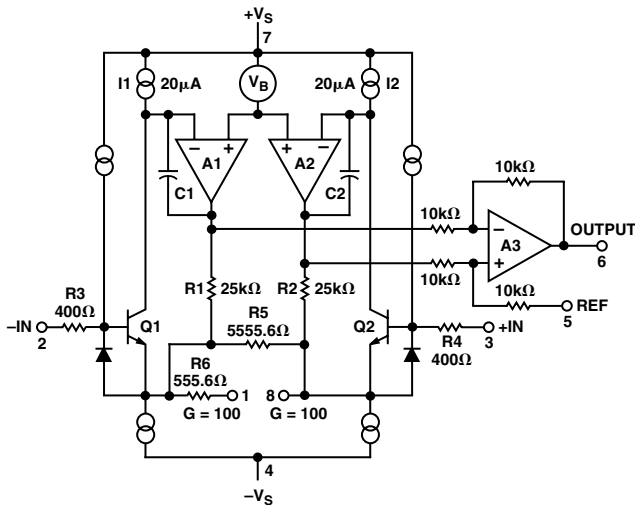 +VS
7
I1 20μA
VB
20μA I2
– +
+ –
A1
A2
C1
C2
10kΩ
10kΩ
–
A3
+
OUTPUT
6
10kΩ
10kΩ
REF
5
R1 25kΩ
R2 25kΩ
R3
400Ω
–IN
2
Q1
R5
5555.6Ω
Q2
R4
400Ω
+IN
3
R6
555.6Ω
1
G = 100
8
G = 100
4
–VS